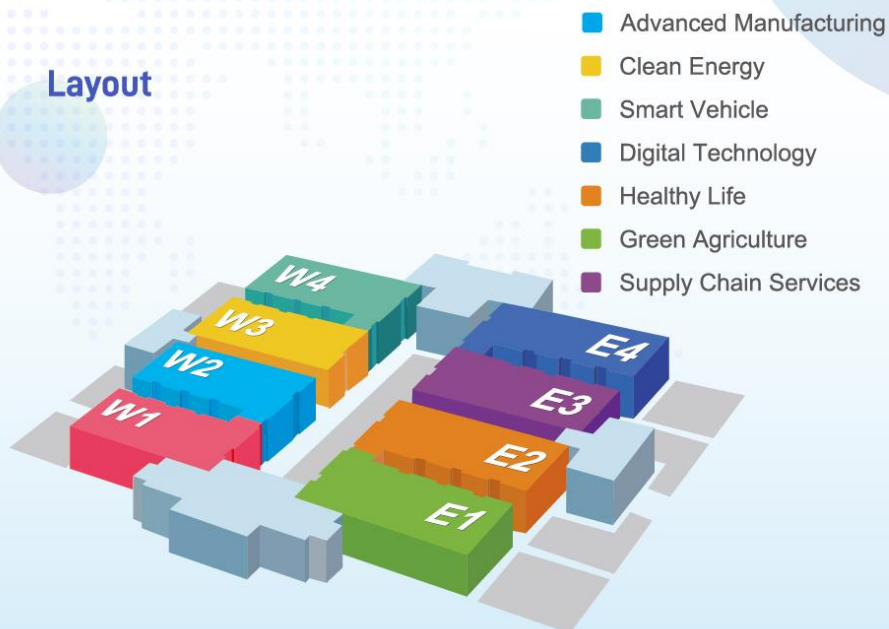 Layout
Advanced Manufacturing
Clean Energy
Smart Vehicle
Digital Technology
Healthy Life
Green Agriculture
Supply Chain Services
W4
W3
W2
W1
E4
E3
E2
E1